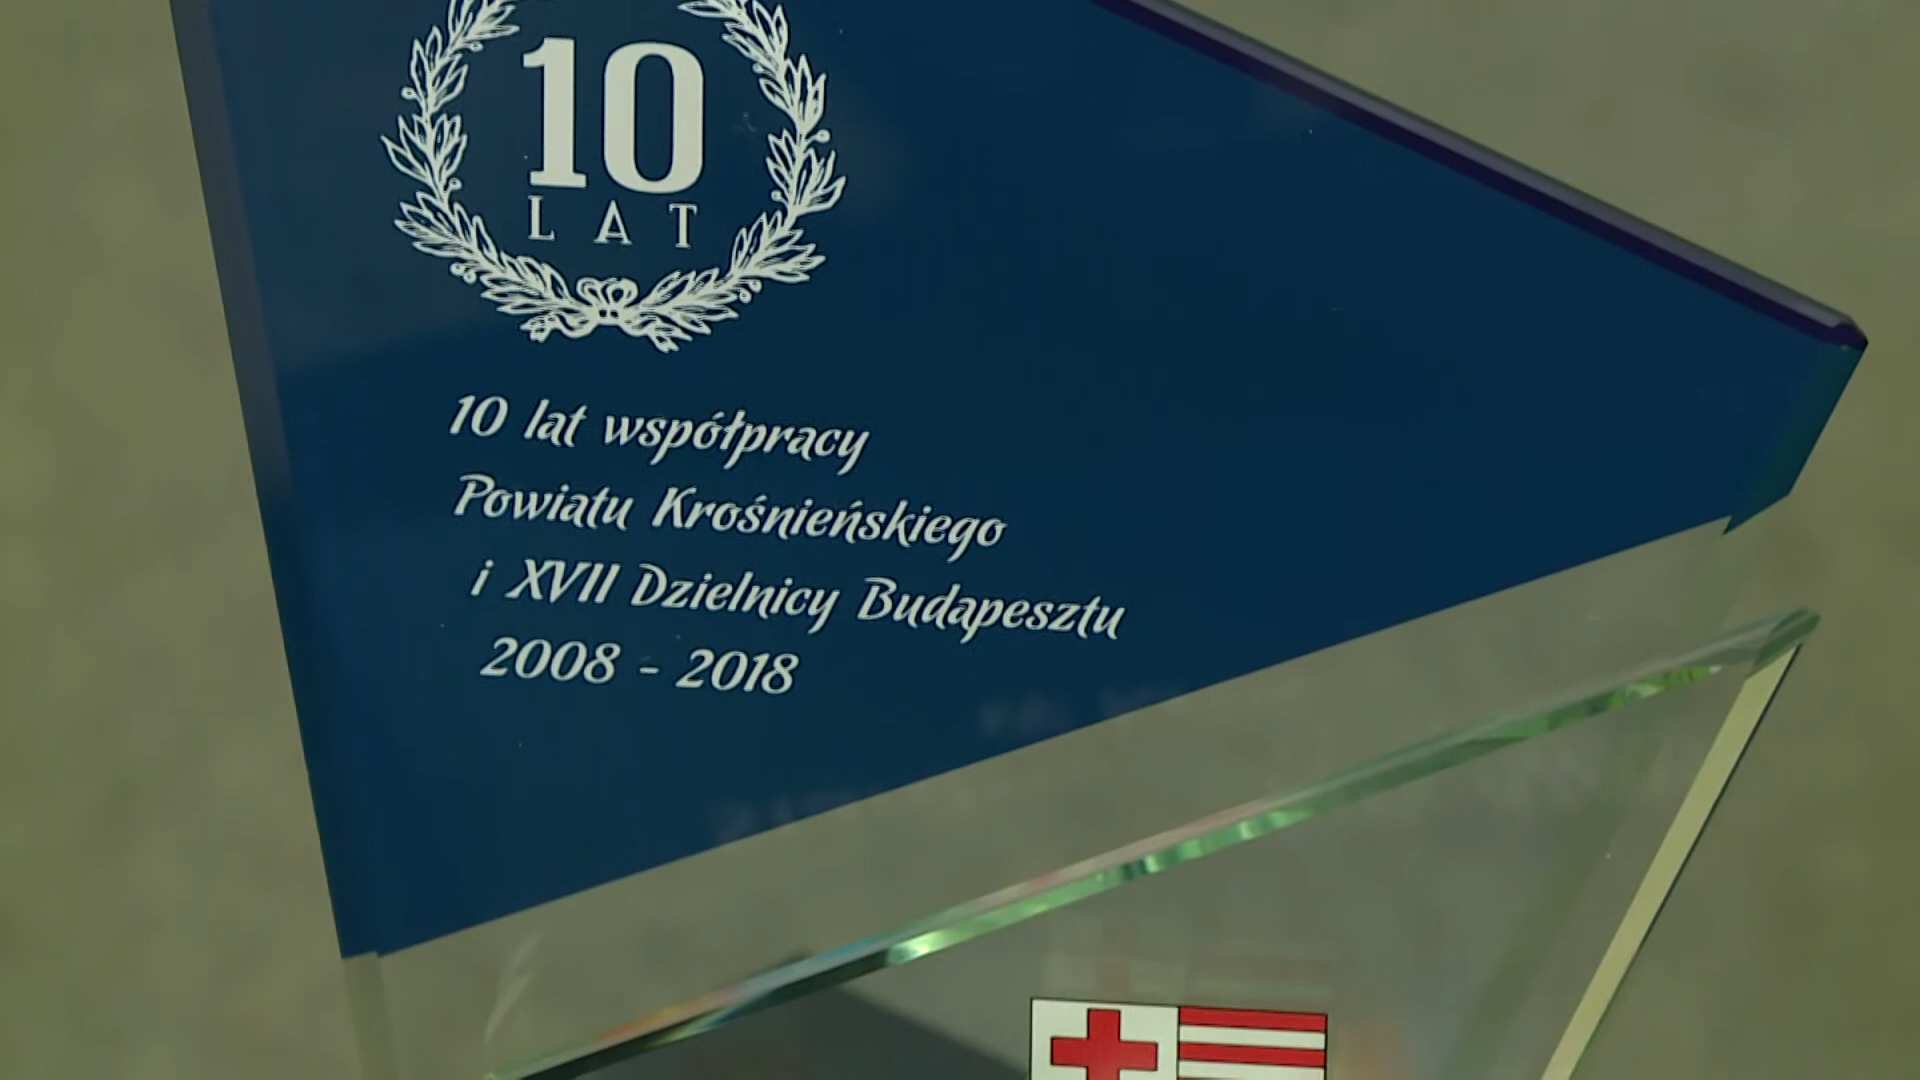 10
LAT
10 lat współpracy
Powiatu Krośnieńskiego
i XVII Dzielnicy Budapesztu
2008 - 2018